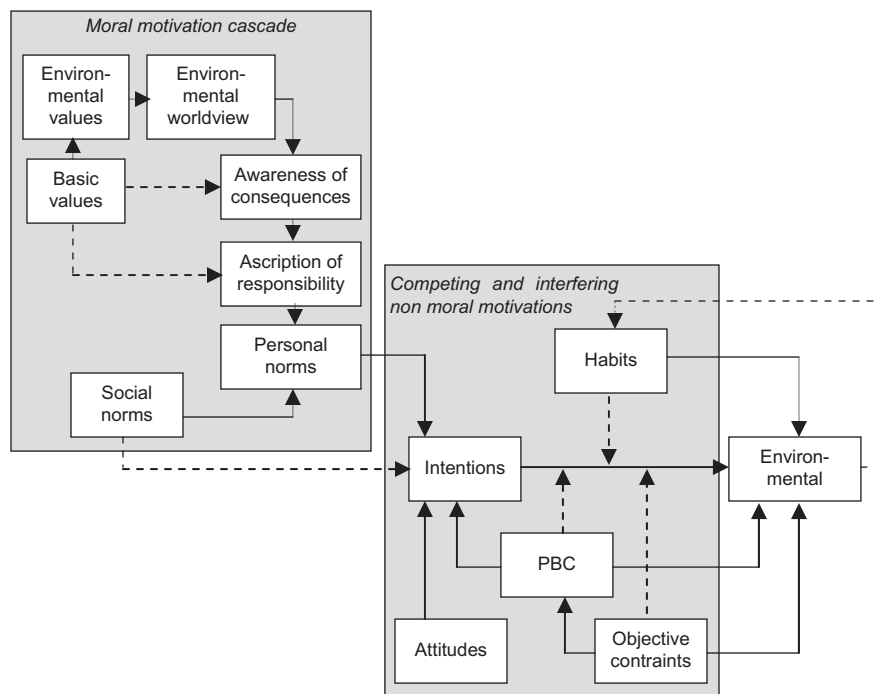 Moral motivation cascade
Environ-
mental
values
Environ-
mental
worldview
Basic
values
Awareness of
consequences
Ascription of
responsibility
Personal
norms
Social
norms
Competing and interfering
non moral motivations
Habits
Intentions
Environ-
mental
PBC
Attitudes
Objective
contraints